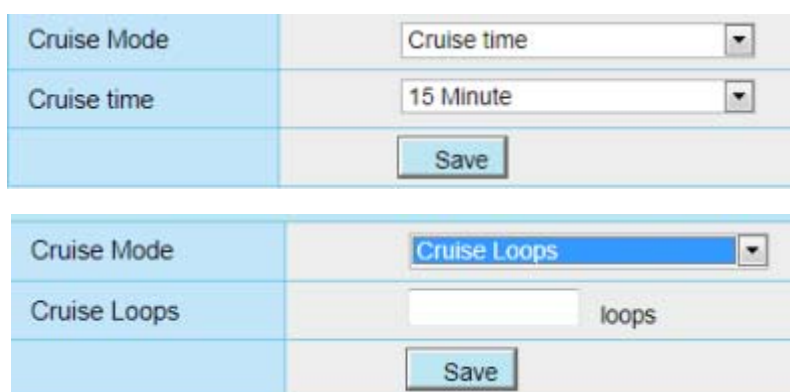 Cruise Mode Cruise time
Cruise time 15 Minute
Save
Cruise Mode Cruise Loops
Cruise Loops loops
Save